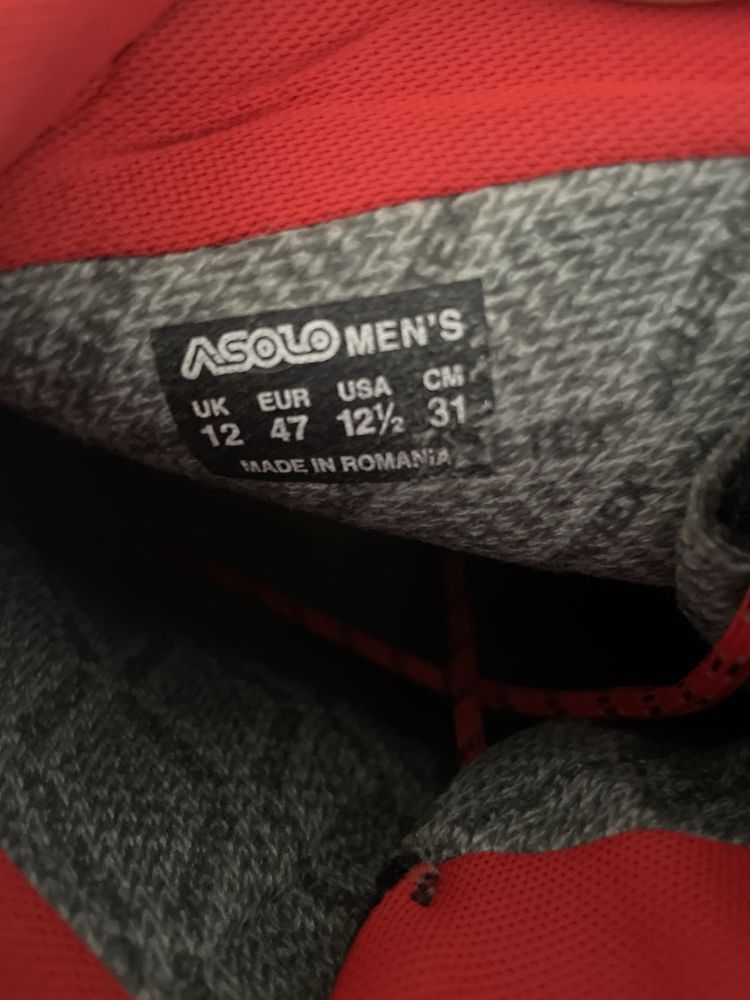 ASOLO MEN'S
UK EUR USA CM
12 47 12½ 31
MADE IN ROMANIA